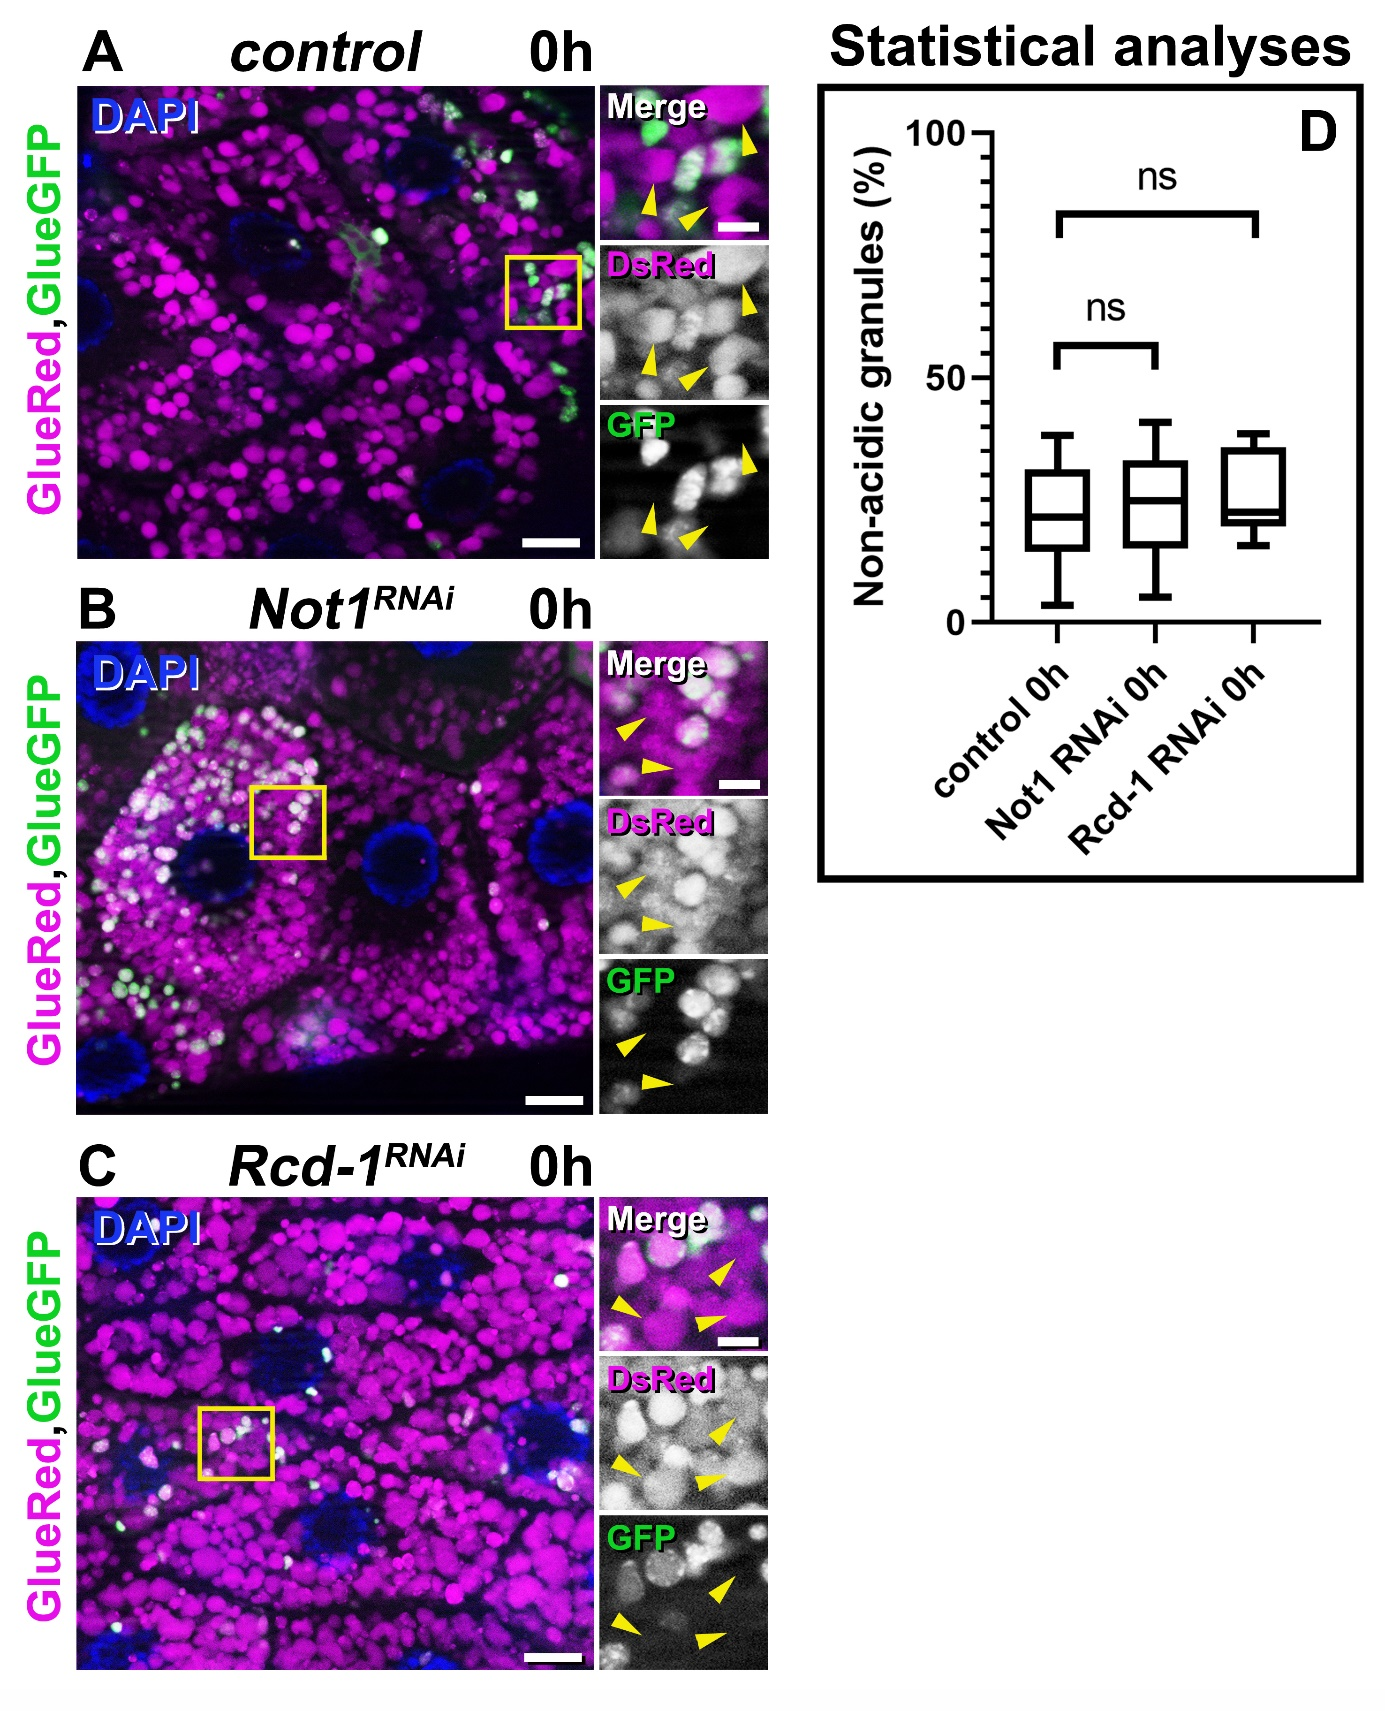 A control 0h
DAPI
GlueRed,GlueGFP
Merge
DsRed
GFP
B Not1RNAi 0h
DAPI
GlueRed,GlueGFP
Merge
DsRed
GFP
C Rcd-1RNAi 0h
DAPI
GlueRed,GlueGFP
Merge
DsRed
GFP
Statistical analyses
D
Non-acidic granules (%)
100
50
0
ns
ns
control 0h
Not1 RNAi 0h
Rcd-1 RNAi 0h